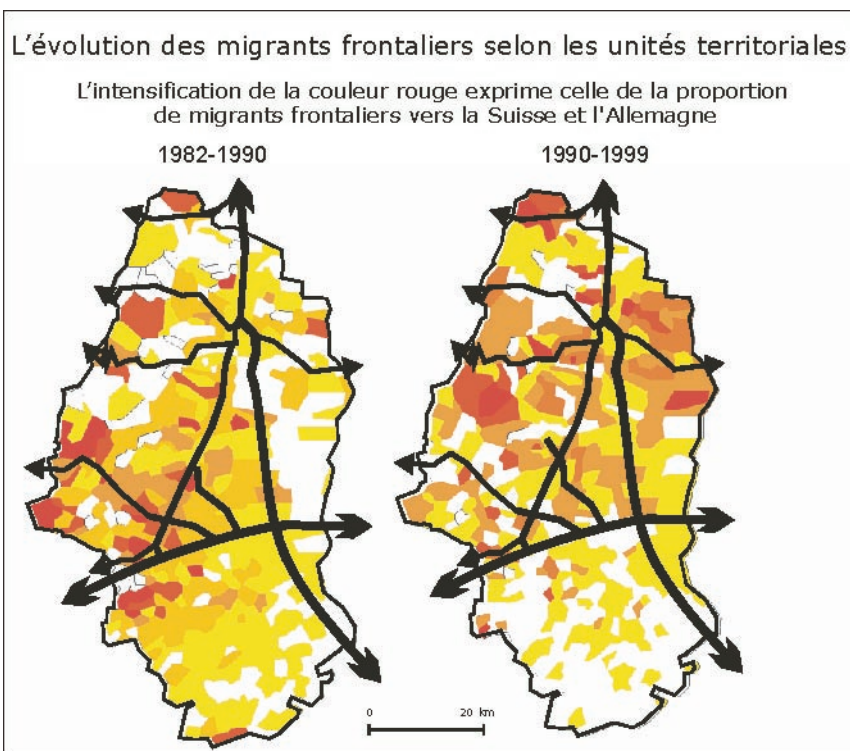 L'évolution des migrants frontaliers selon les unités territoriales
L'intensification de la couleur rouge exprime celle de la proportion
de migrants frontaliers vers la Suisse et l'Allemagne
1982-1990
1990-1999
0 20 km